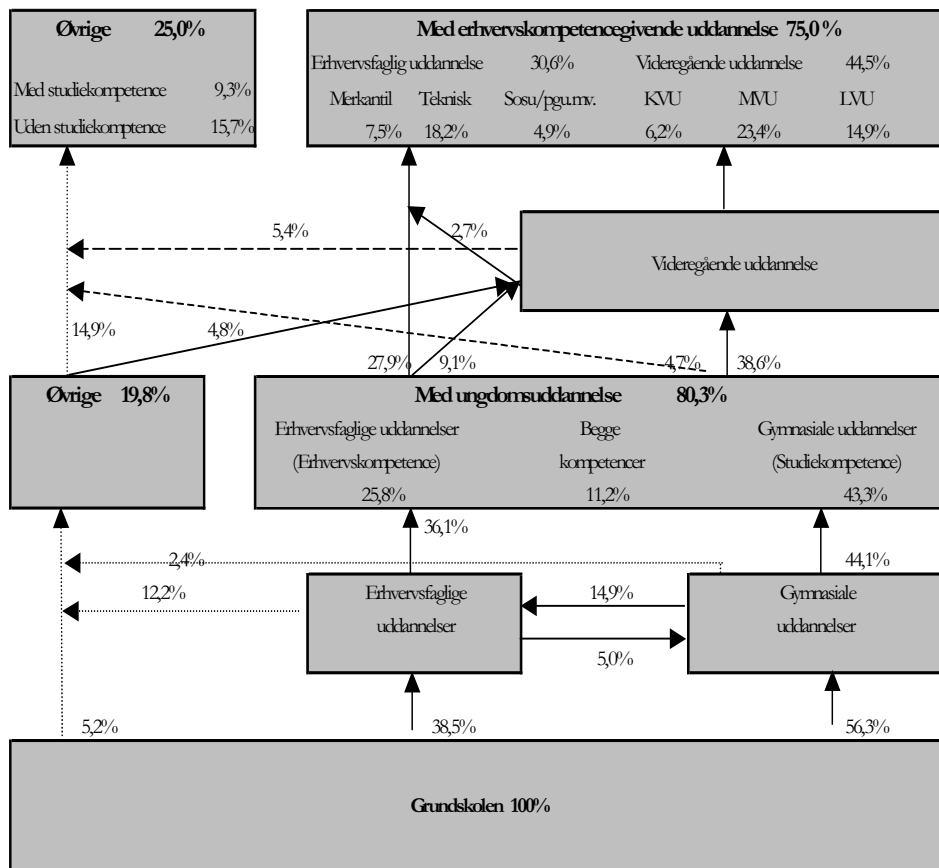 Øvrige 25,0%
Med studiekompetence 9,3%
Uden studiekomptence 15,7%
Med erhvervskompetencegivende uddannelse 75,0 %
Erhvervsfaglig uddannelse 30,6% Videregående uddannelse 44,5%
Merkantil Teknisk Sosu/pgu.mv. KVU MVU LVU
7,5% 18,2% 4,9% 6,2% 23,4% 14,9%
5,4% 2,7%
Videregående uddannelse
14,9% 4,8%
27,9% 9,1% 4,7% 38,6%
Øvrige 19,8%
Med ungdomsuddannelse 80,3%
Erhvervsfaglige uddannelser Begge Gymnasiale uddannelser
(Erhvervskompetence) kompetencer (Studiekompetence)
25,8% 11,2% 43,3%
36,1%
2,4% 44,1%
12,2%
Erhvervsfaglige
uddannelser
14,9%
5,0%
Gymnasiale
uddannelser
5,2% 38,5% 56,3%
Grundskolen 100%